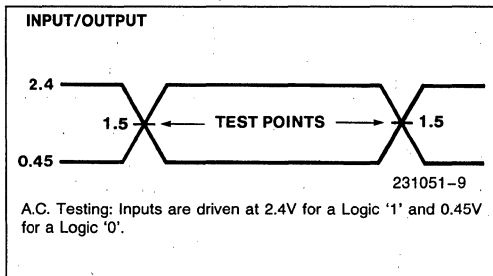 INPUT/OUTPUT
2.4
1.5 TEST POINTS 1.5
0.45
231051-9
A.C. Testing: Inputs are driven at 2.4V for a Logic '1' and 0.45V
for a Logic '0'.